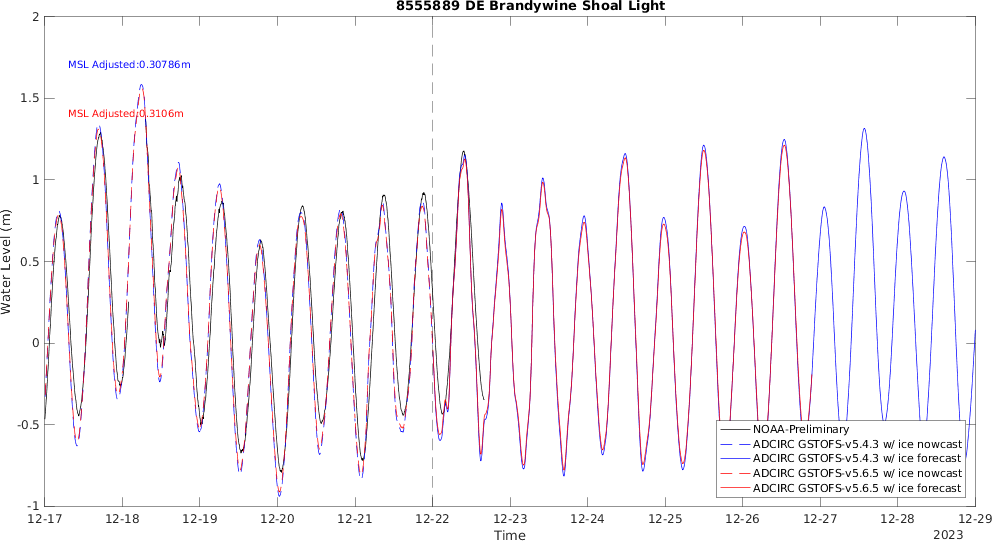 8555889 DE Brandywine Shoal Light
MSL Adjusted:0.30786m
MSL Adjusted:0.3106m
Water Level (m)
2
1.5
1
0.5
0
-0.5
-1
NOAA-Preliminary
ADCIRC GSTOFS-v5.4.3 w/ ice nowcast
ADCIRC GSTOFS-v5.4.3 w/ ice forecast
ADCIRC GSTOFS-v5.6.5 w/ ice nowcast
ADCIRC GSTOFS-v5.6.5 w/ ice forecast
12-17 12-18 12-19 12-20 12-21 12-22 12-23 12-24 12-25 12-26 12-27 12-28 12-29
Time
2023